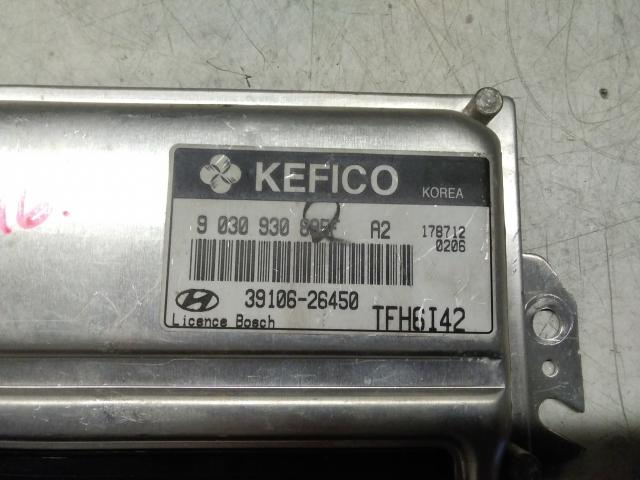 KEFICO
KOREA
9 030 930 A2
178712
0206
39106-26450
Licence Bosch
TFH6I42